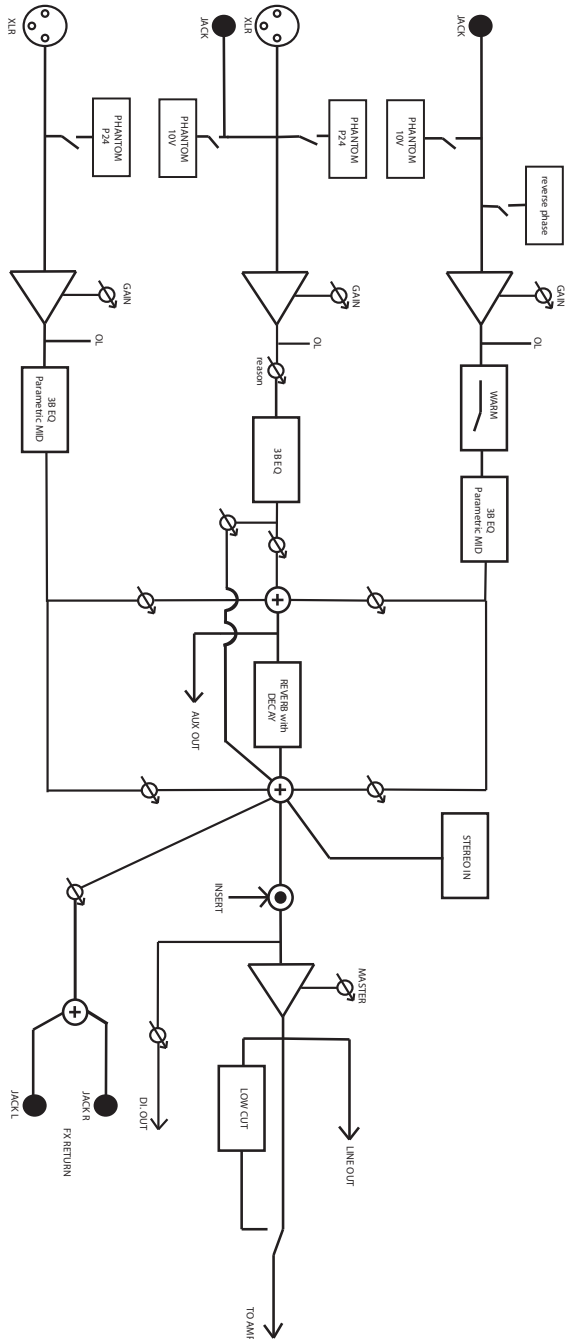 JACK
PHANTOM
10V
reverse phase
GAIN
OL
WARM
3B EQ
Parametric MID
STEREO IN
XLR
JACK
PHANTOM
P24
PHANTOM
10V
GAIN
OL
reason
3B EQ
REVERB with
DECAY
AUX OUT
INSERT
MASTER
LINE OUT
LOW CUT
TO AMP
DI. OUT
XLR
PHANTOM
P24
GAIN
OL
3B EQ
Parametric MID
JACK R
JACK L
FX RETURN